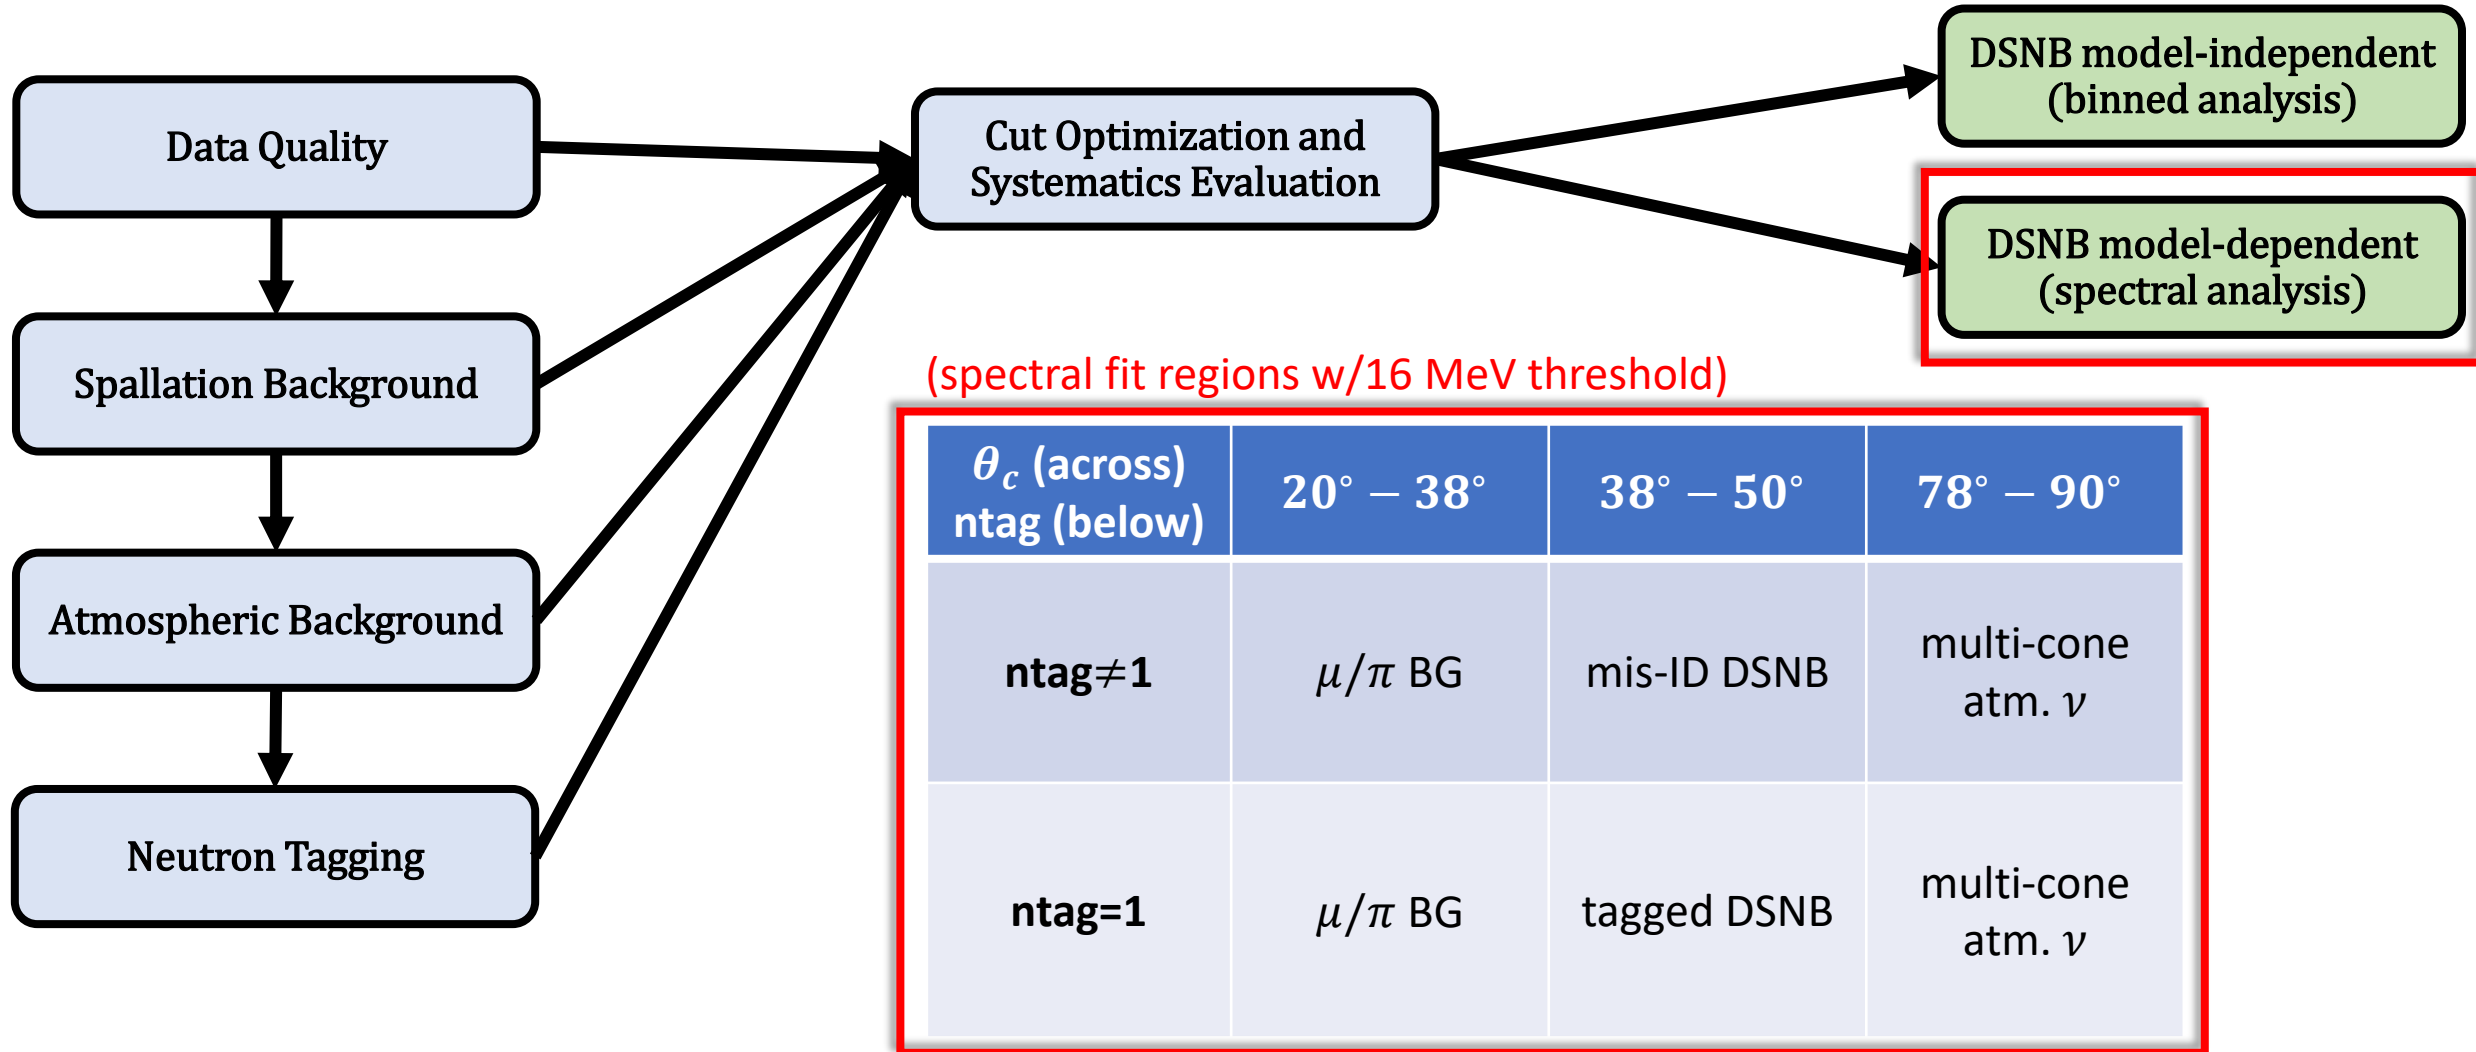 Data Quality
Spallation Background
Atmospheric Background
Neutron Tagging
Cut Optimization and
Systematics Evaluation
DSNB model-independent
(binned analysis)
DSNB model-dependent
(spectral analysis)
(spectral fit regions w/16 MeV threshold)
θ_c (across)
ntag (below)
20° − 38°
38° − 50°
78° − 90°
ntag≠1
μ/π BG
mis-ID DSNB
multi-cone
atm. ν
ntag=1
μ/π BG
tagged DSNB
multi-cone
atm. ν